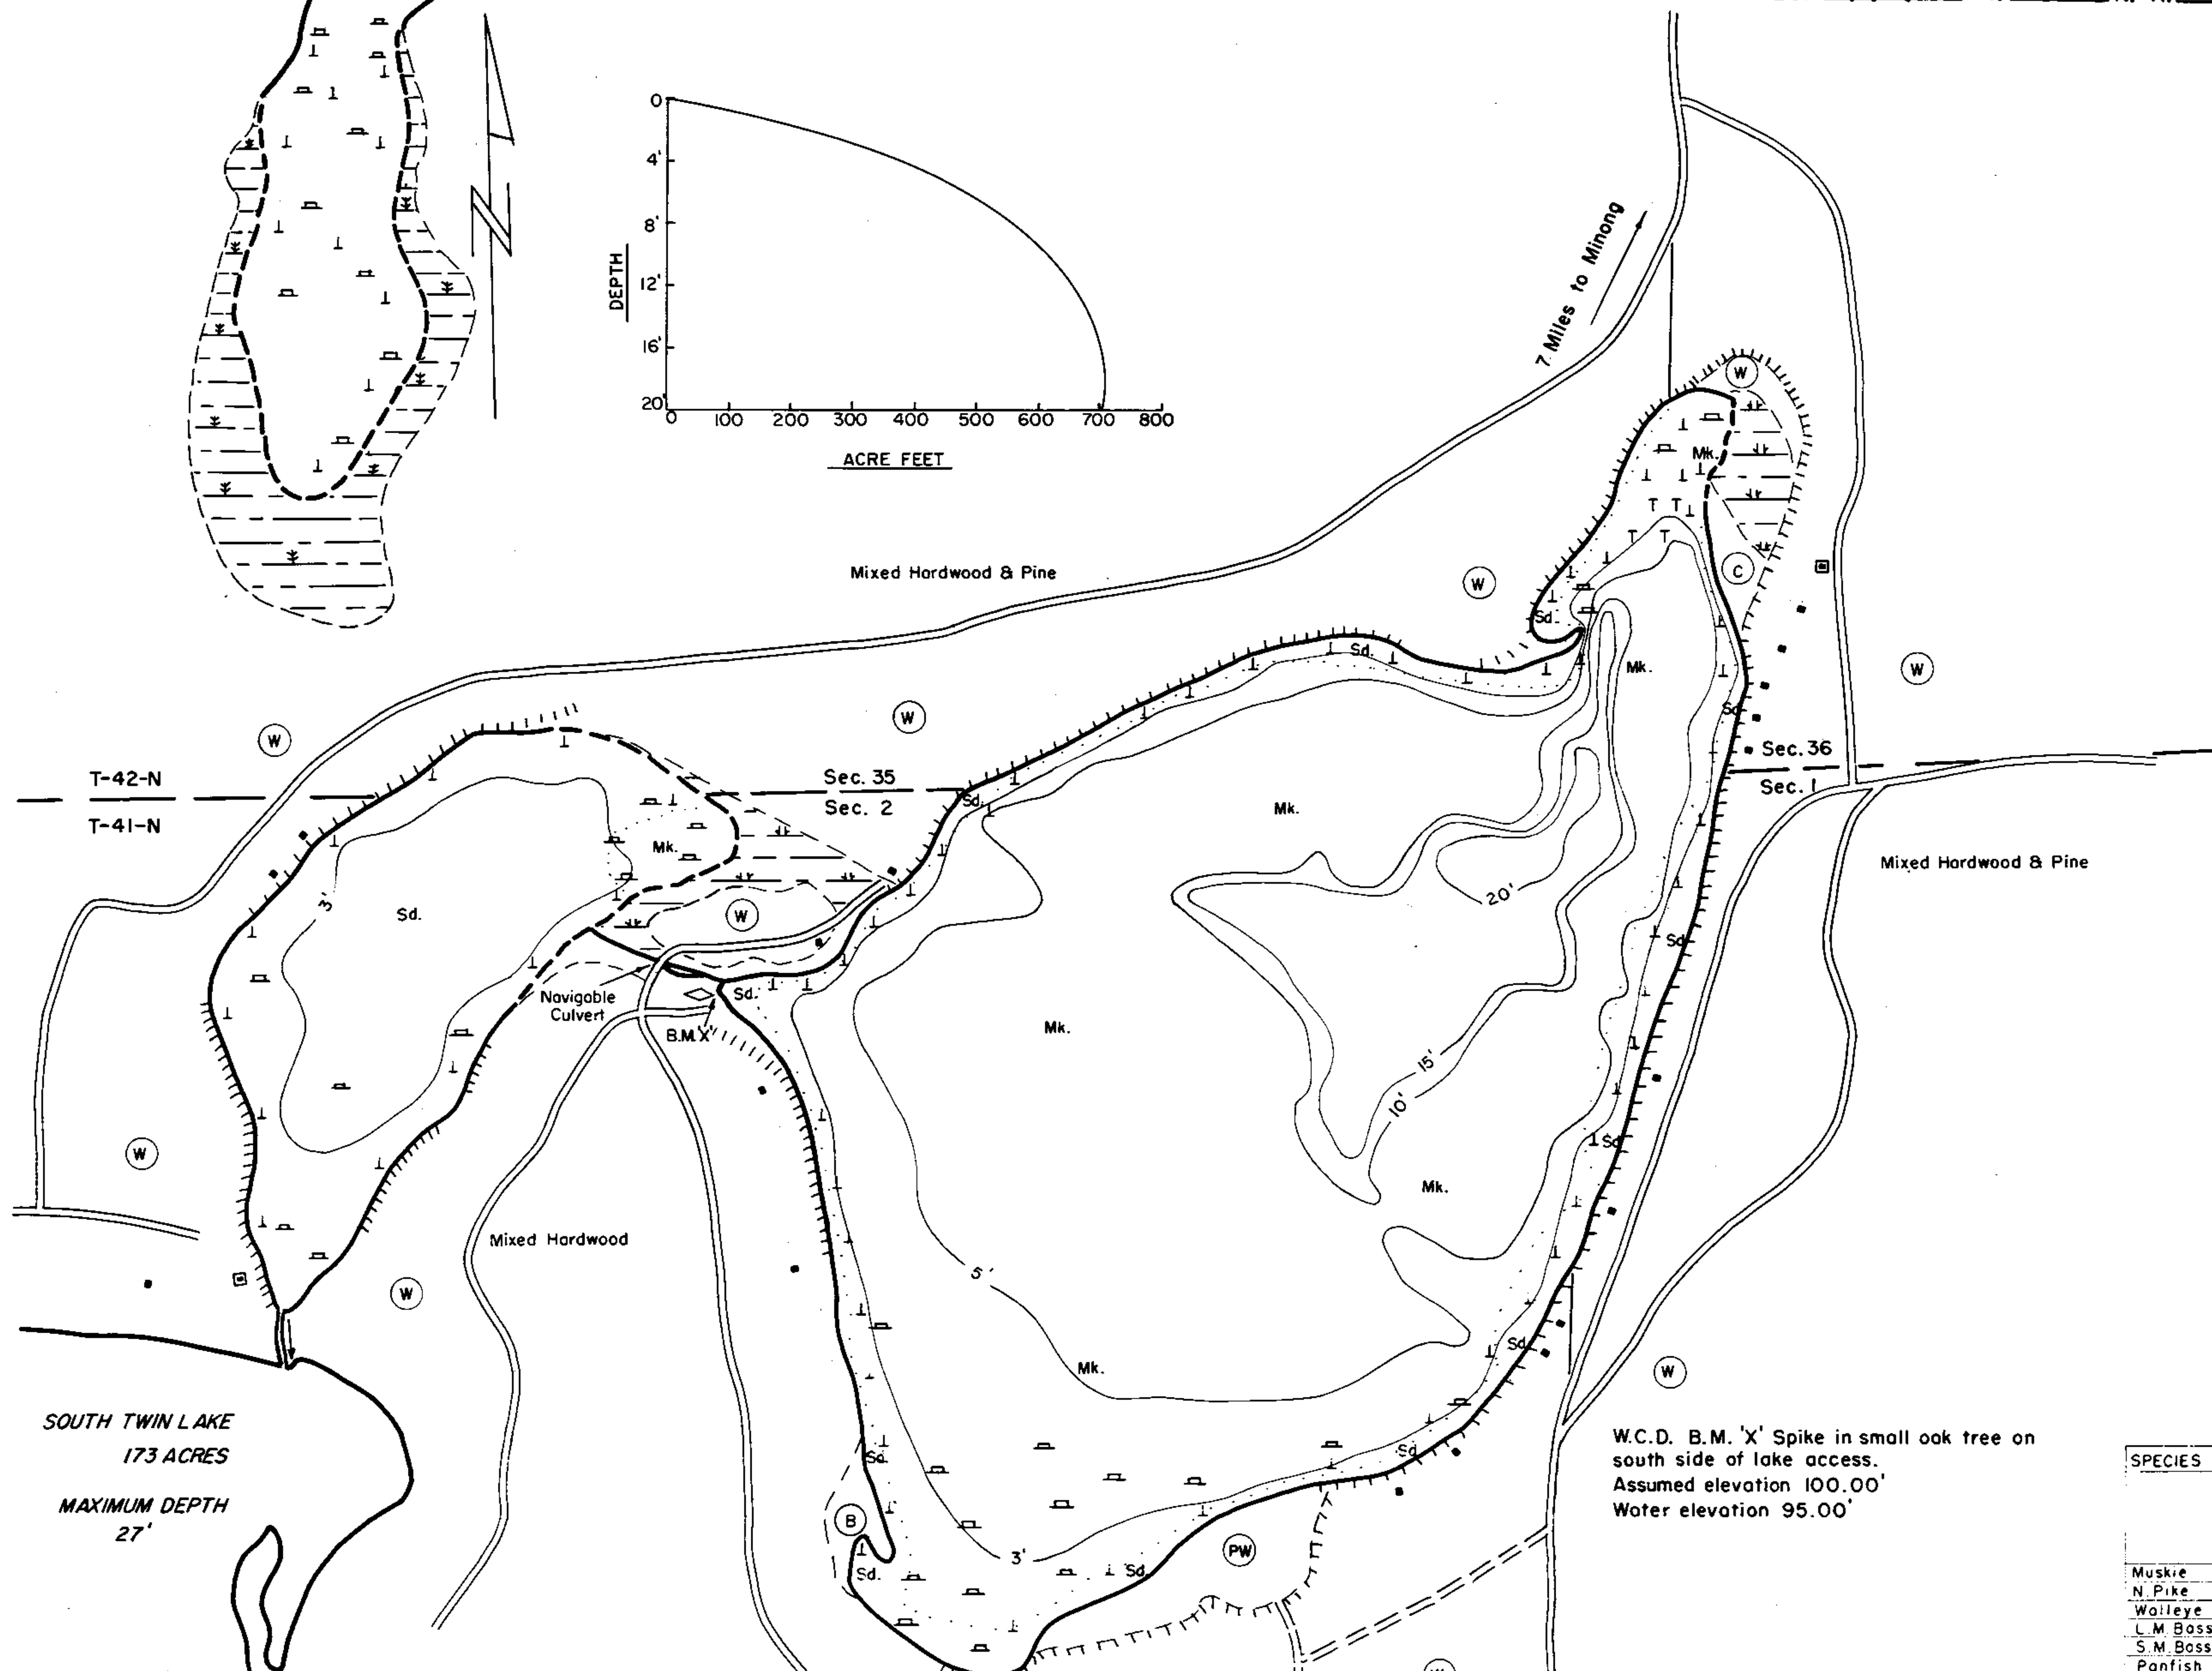 N
0
4'
8'
12'
16'
20'
DEPTH
0 100 200 300 400 500 600 700 800
ACRE FEET
7 Miles to Minong
W
Mk.
Mixed Hardwood & Pine
W
C
Sd.
Sd.
Mk.
W
W
W
Sd.
Sec. 36
Sec. 1
T-42-N
T-41-N
Sec. 35
Sec. 2
Sd.
Mk.
Mk.
Mixed Hardwood & Pine
3'
Sd.
W
20'
Sd.
Navigable
Culvert
Sd.
B.M.'X'
Mk.
15'
10'
W
Sd.
Mk.
Mixed Hardwood
5'
W
Sd.
Mk.
W
SOUTH TWIN LAKE
173 ACRES
MAXIMUM DEPTH
27'
W.C.D. B.M. 'X' Spike in small oak tree on
south side of lake access.
Assumed elevation 100.00'
Water elevation 95.00'
Sd.
Sd.
B
PW
3'
Sd.
Sd.
SPECIES
Muskie
N. Pike
Walleye
L.M. Bass
S.M. Bass
Panfish